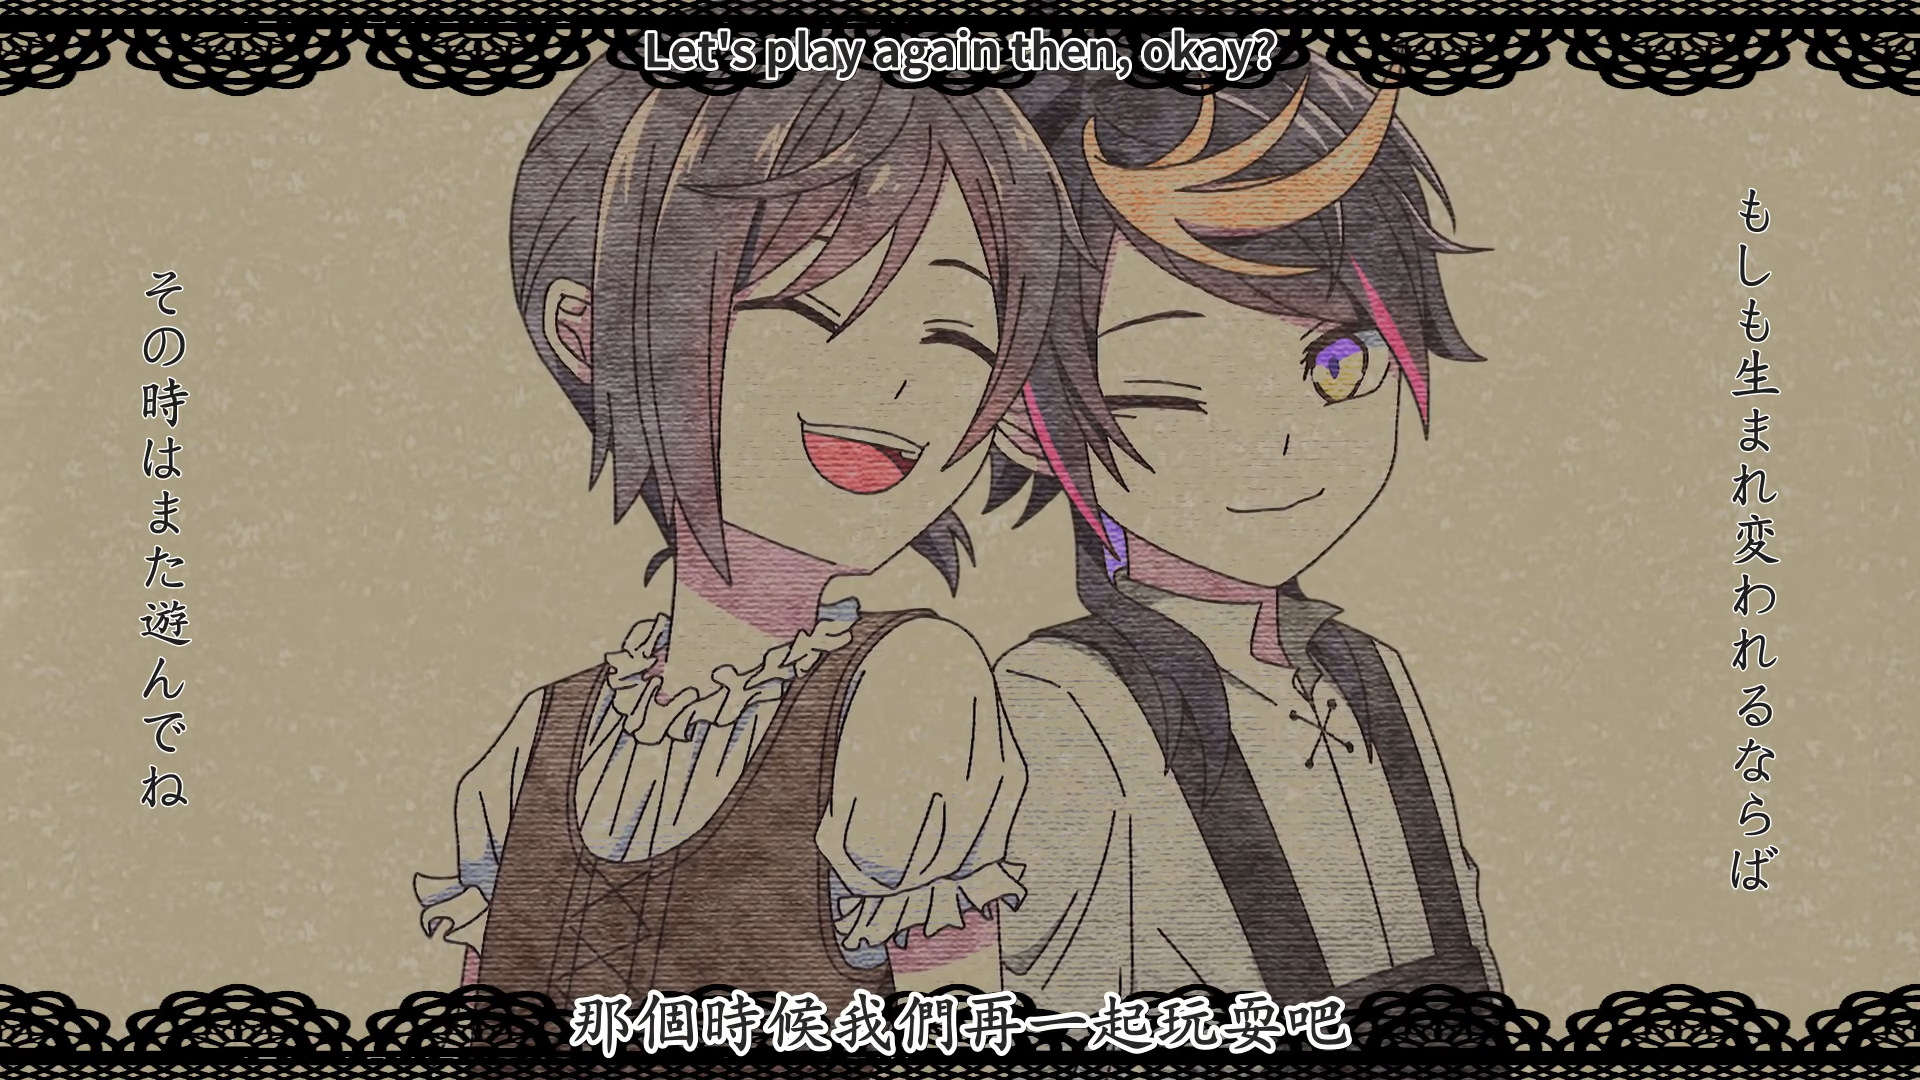 Let's play again then, okay?
もしも生まれ変われるならば
その時はまた遊んでね
那個時候我們再一起玩耍吧